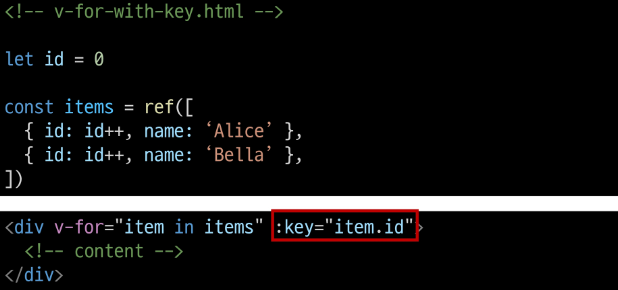 <!-- v-for-with-key.html -->
let id = 0
const items = ref([
{ id: id++, name: ‘Alice’ },
{ id: id++, name: ‘Bella’ },
])
<div v-for="item in items" :key="item.id">
<!-- content -->
</div>